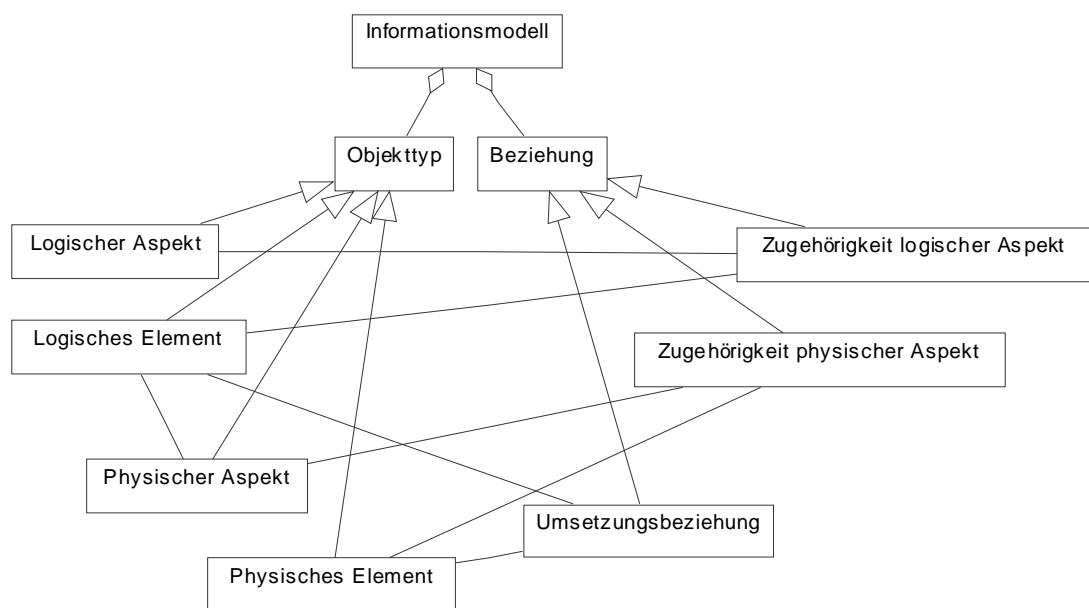 Informationsmodell
Objekttyp
Beziehung
Logischer Aspekt
Zugehörigkeit logischer Aspekt
Logisches Element
Zugehörigkeit physischer Aspekt
Physischer Aspekt
Umsetzungsbeziehung
Physisches Element